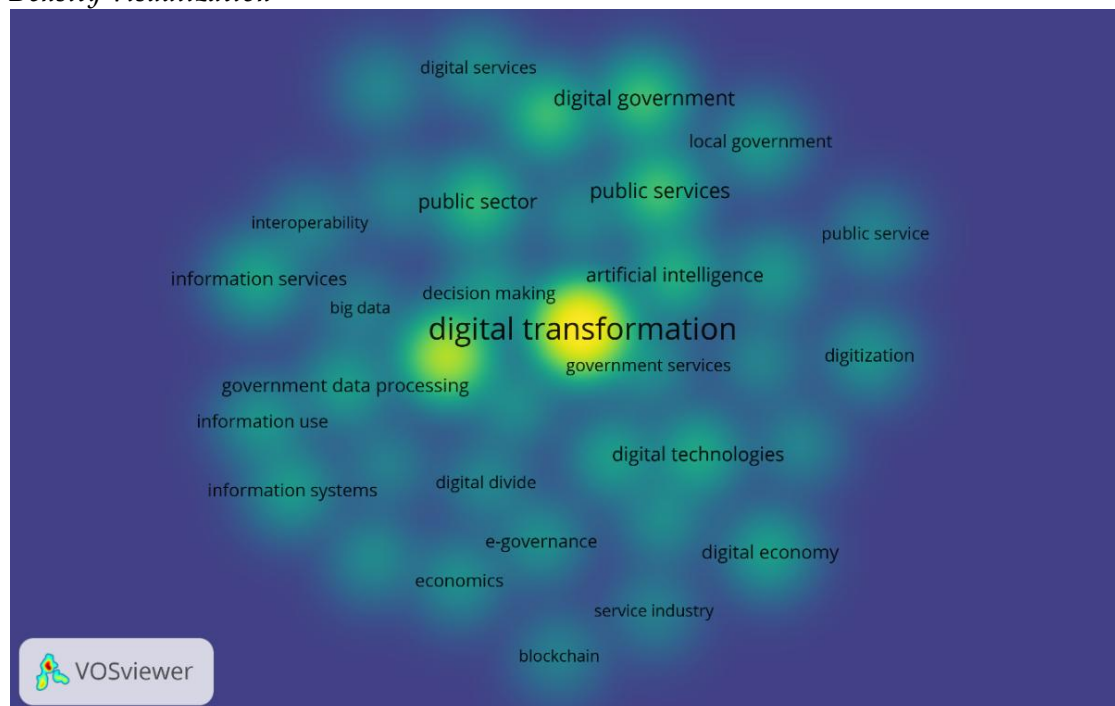 Density Visualization
digital services
digital government
local government
public sector
public services
interoperability
public service
information services
artificial intelligence
decision making
big data
digital transformation
government services
digitization
government data processing
information use
digital technologies
information systems
digital divide
e-governance
digital economy
economics
service industry
blockchain
VOSviewer